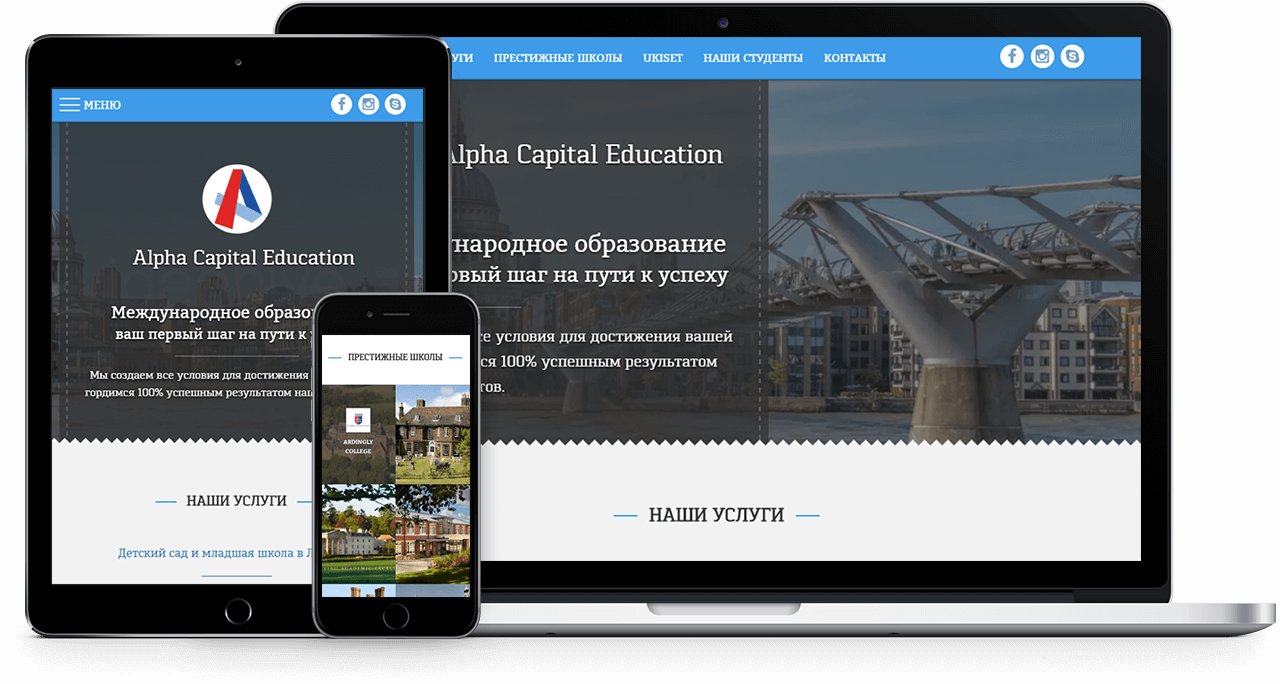 МЕНЮ
Alpha Capital Education
Международное образо
ваш первый шаг на пути к у
Мы создаем все условия для достижения
гордимся 100% успешным результатом наш
НАШИ УСЛУГИ
Детский сад и младшая школа в Л
ПРЕСТИЖНЫЕ ШКОЛЫ
ARDINGLY
COLLEGE
УГИ ПРЕСТИЖНЫЕ ШКОЛЫ UKISET НАШИ СТУДЕНТЫ КОНТАКТЫ
Alpha Capital Education
народное образование
рвый шаг на пути к успеху
се условия для достижения вашей
ся 100% успешным результатом
тов.
НАШИ УСЛУГИ